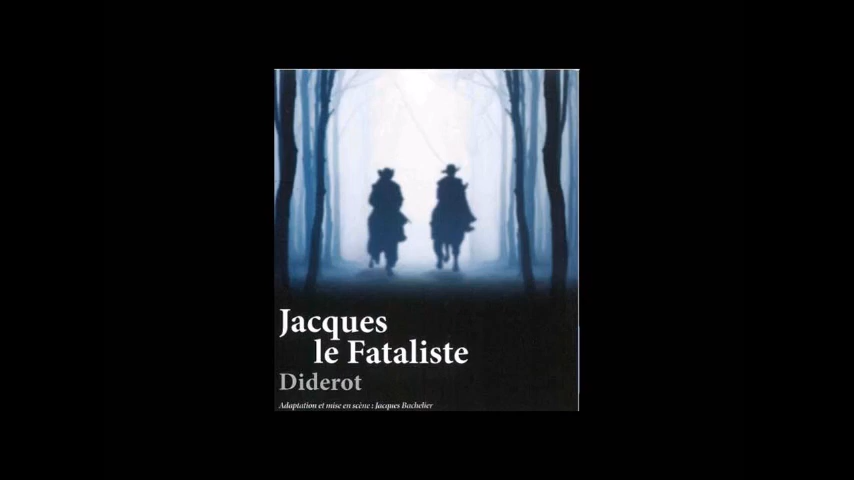 Jacques
le Fataliste
Diderot
Adaptation et mise en scène : Jacques Bachelier